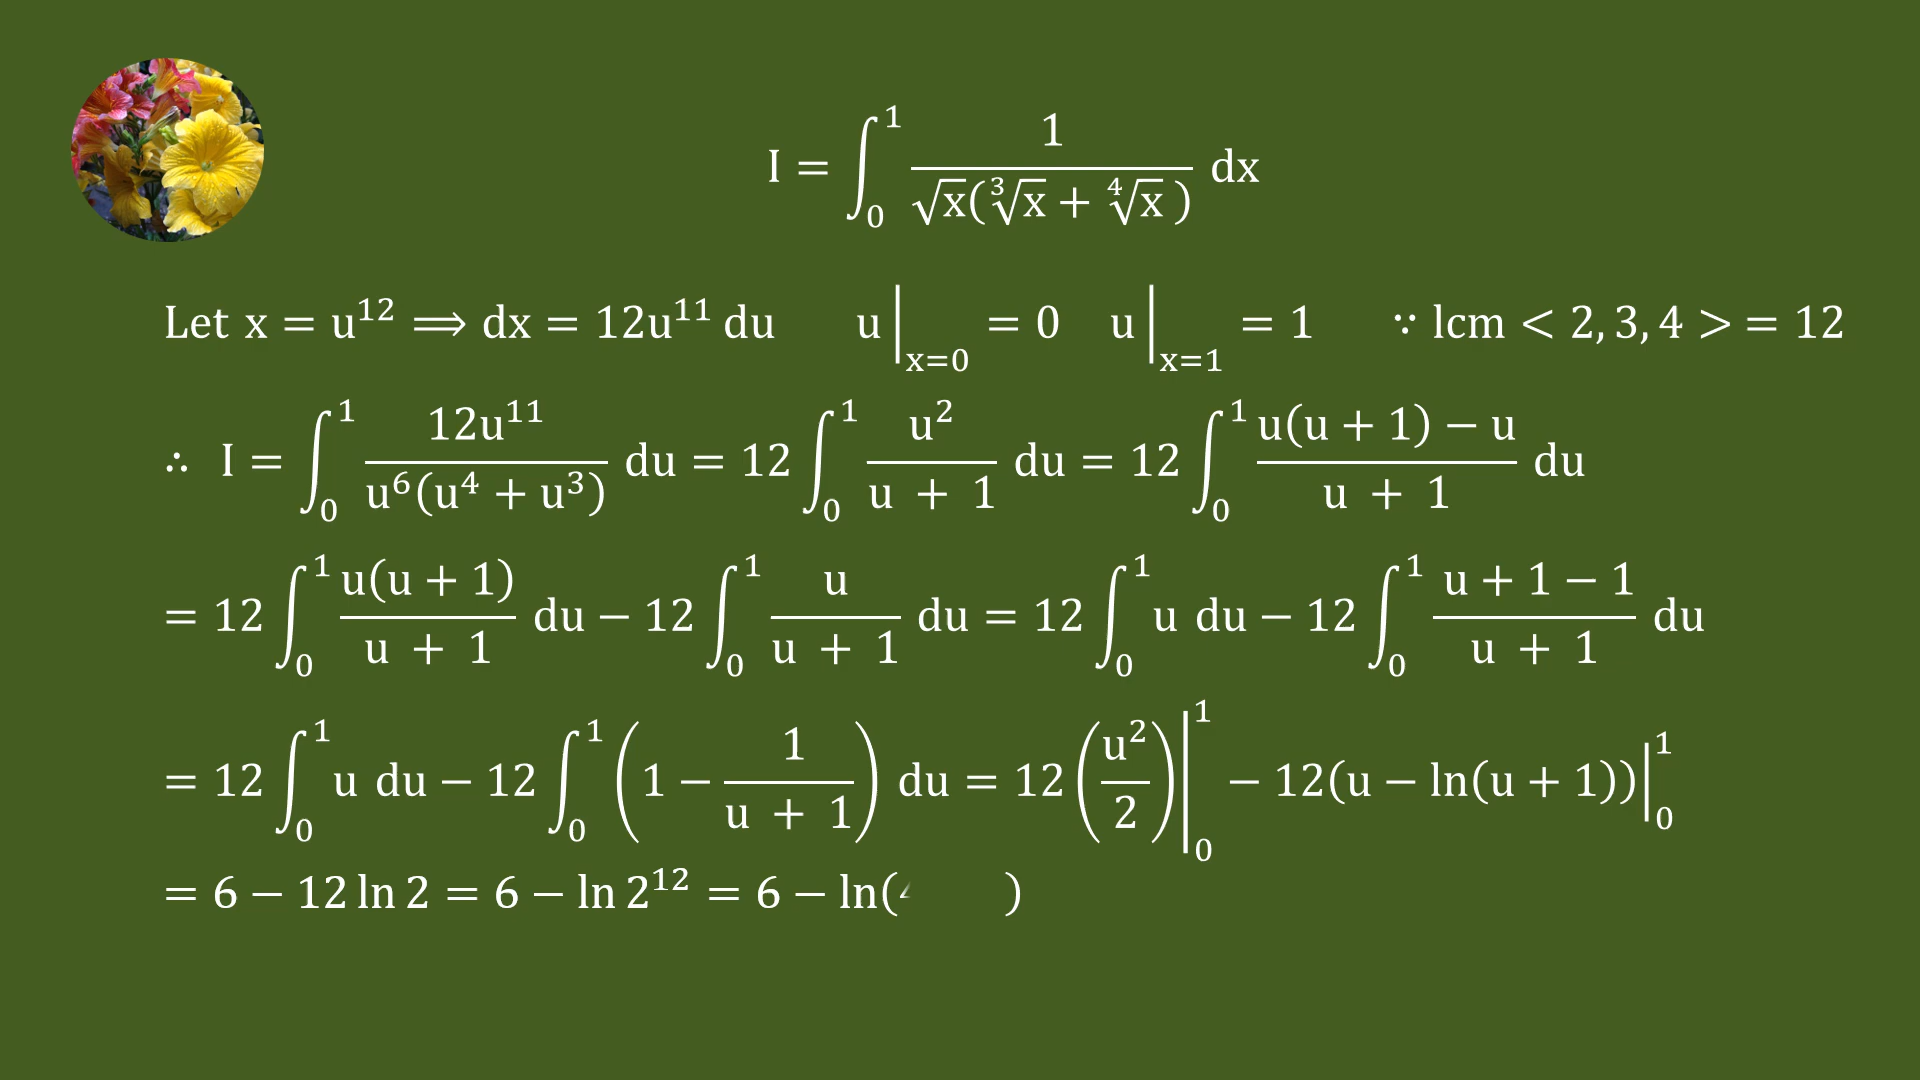 I = ∫₀¹ 1/(√x(∛x + ∜x)) dx
Let x = u¹² ⟹ dx = 12u¹¹ du u|ₓ₌₀ = 0 u|ₓ₌₁ = 1 ∵ lcm < 2, 3, 4 > = 12
∴ I = ∫₀¹ 12u¹¹/(u⁶(u⁴ + u³)) du = 12 ∫₀¹ u²/(u + 1) du = 12 ∫₀¹ (u(u + 1) − u)/(u + 1) du
= 12 ∫₀¹ u(u + 1)/(u + 1) du − 12 ∫₀¹ u/(u + 1) du = 12 ∫₀¹ u du − 12 ∫₀¹ (u + 1 − 1)/(u + 1) du
= 12 ∫₀¹ u du − 12 ∫₀¹ (1 − 1/(u + 1)) du = 12 (u²/2)|₀¹ − 12(u − ln(u + 1))|₀¹
= 6 − 12 ln 2 = 6 − ln 2¹² = 6 − ln( )